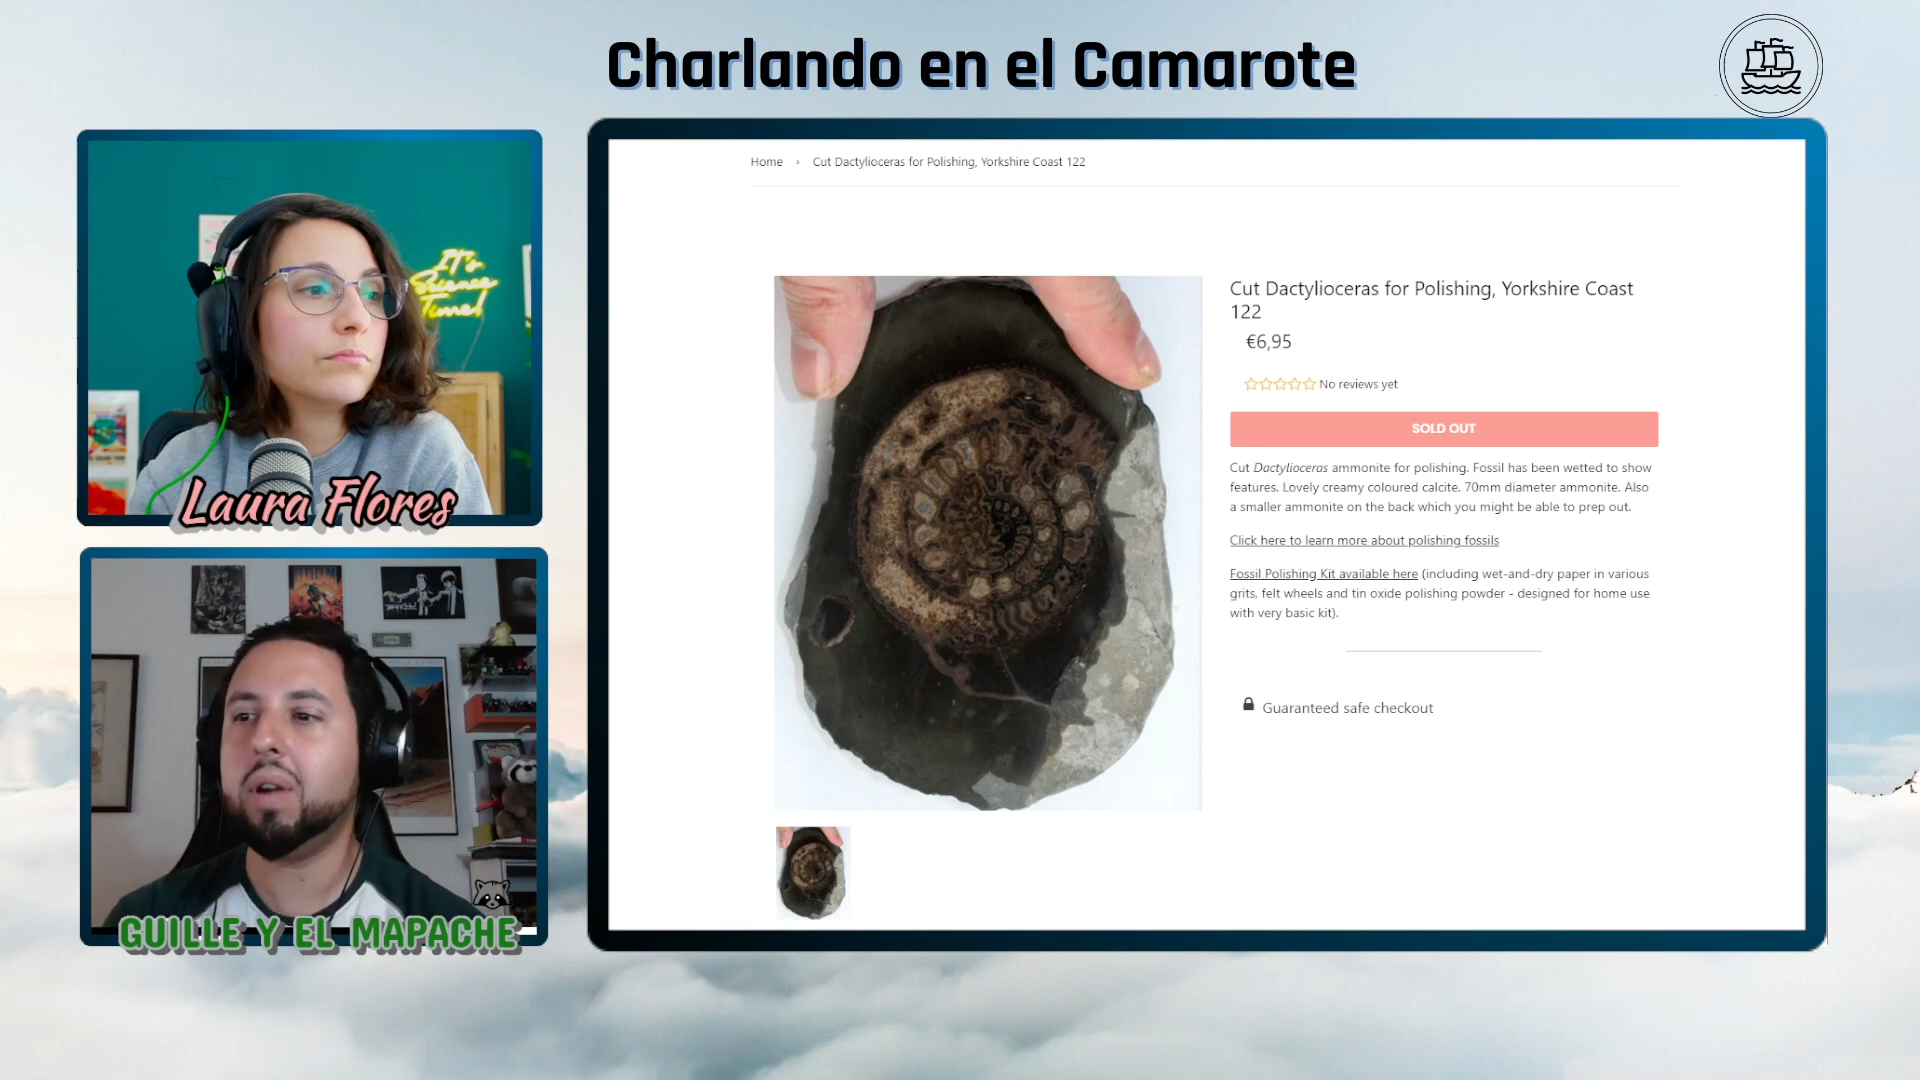 Charlando en el Camarote
It's
Science
Time!
Laura Flores
GUILLE Y EL MAPACHE
Home › Cut Dactylioceras for Polishing, Yorkshire Coast 122
Cut Dactylioceras for Polishing, Yorkshire Coast
122
€6,95
No reviews yet
SOLD OUT
Cut Dactylioceras ammonite for polishing. Fossil has been wetted to show
features. Lovely creamy coloured calcite. 70mm diameter ammonite. Also
a smaller ammonite on the back which you might be able to prep out.
Click here to learn more about polishing fossils
Fossil Polishing Kit available here (including wet-and-dry paper in various
grits, felt wheels and tin oxide polishing powder - designed for home use
with very basic kit).
Guaranteed safe checkout